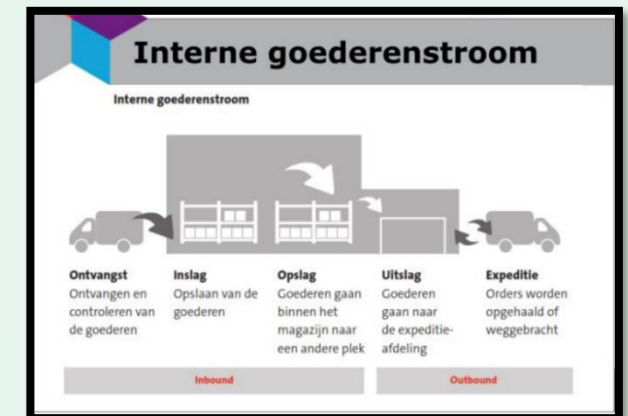 Interne goederenstroom
Interne goederenstroom
Ontvangst
Ontvangen en
controleren van
de goederen
Inslag
Opslaan van de
goederen
Opslag
Goederen gaan
binnen het
magazijn naar
een andere plek
Uitslag
Goederen
gaan naar
de expeditie-
afdeling
Expeditie
Orders worden
opgehaald of
weggebracht
Inbound
Outbound